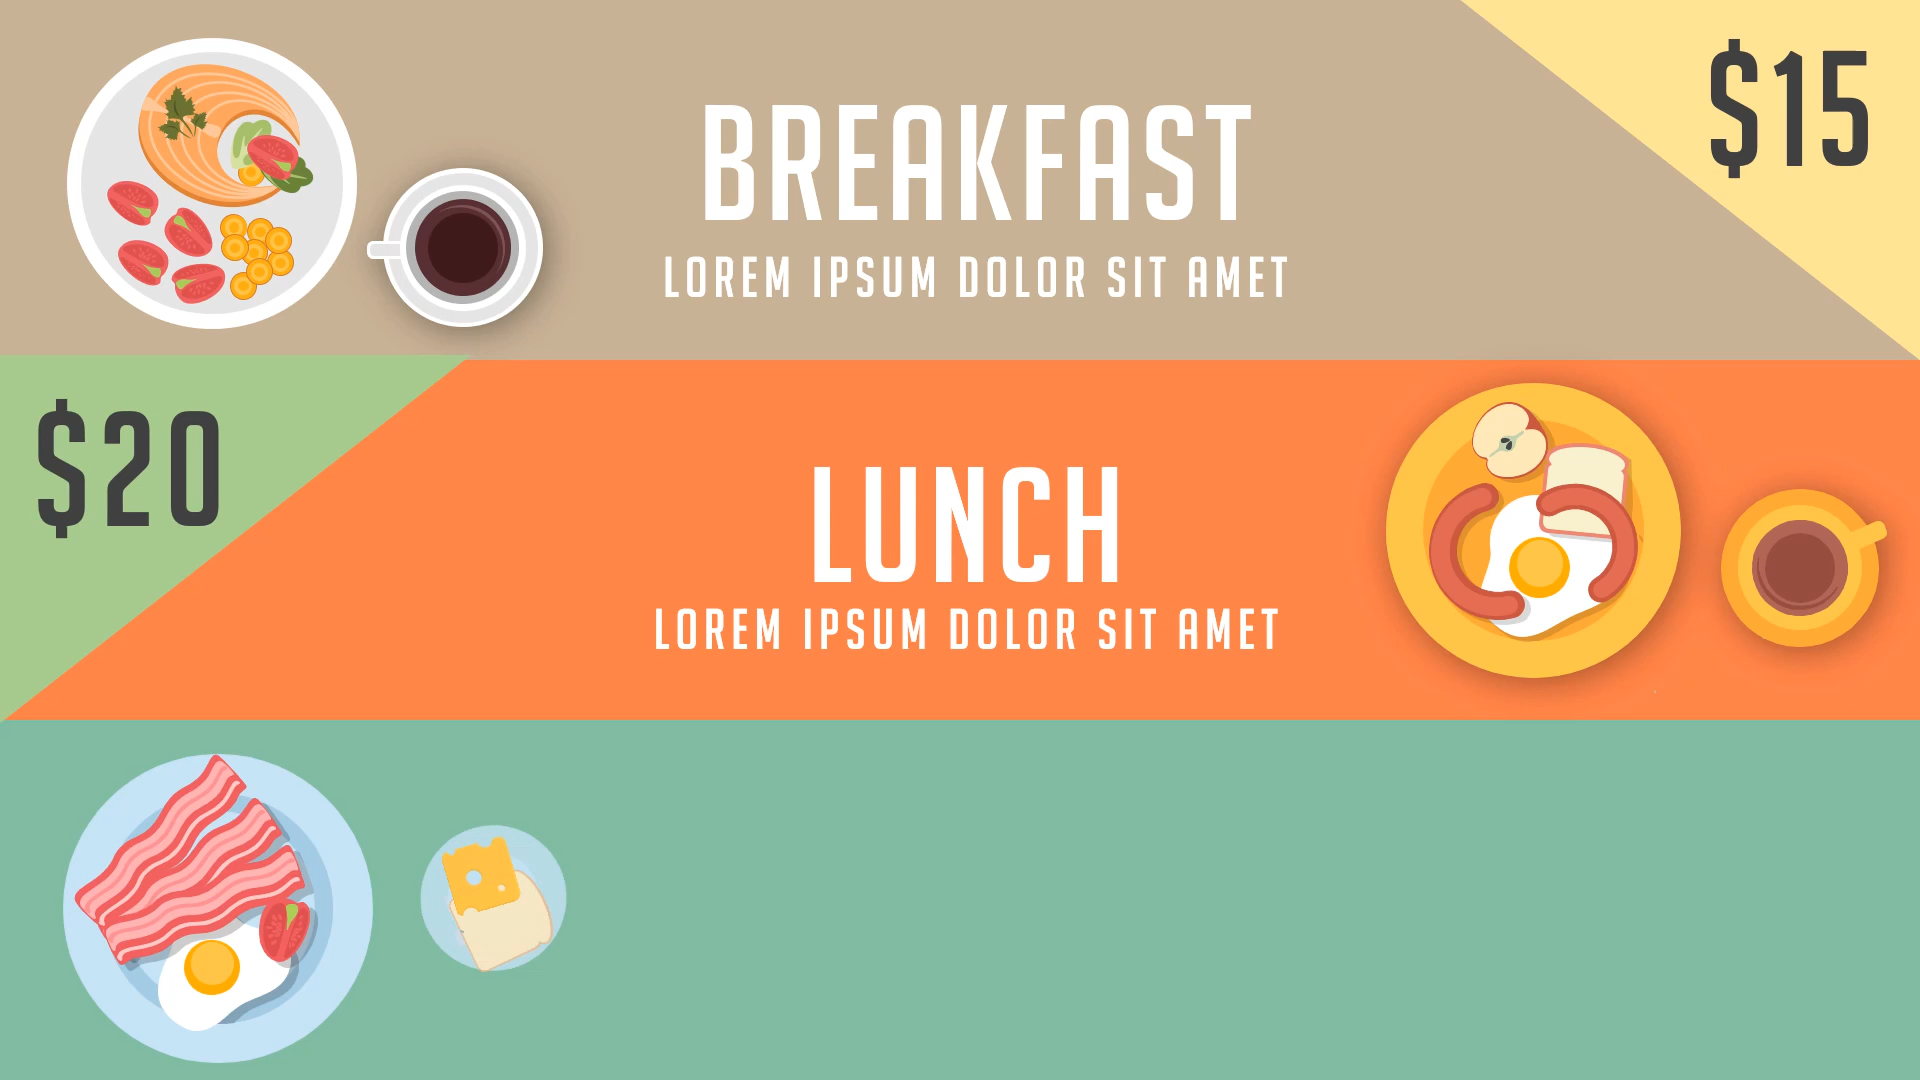 BREAKFAST
LOREM IPSUM DOLOR SIT AMET
$15
$20
LUNCH
LOREM IPSUM DOLOR SIT AMET